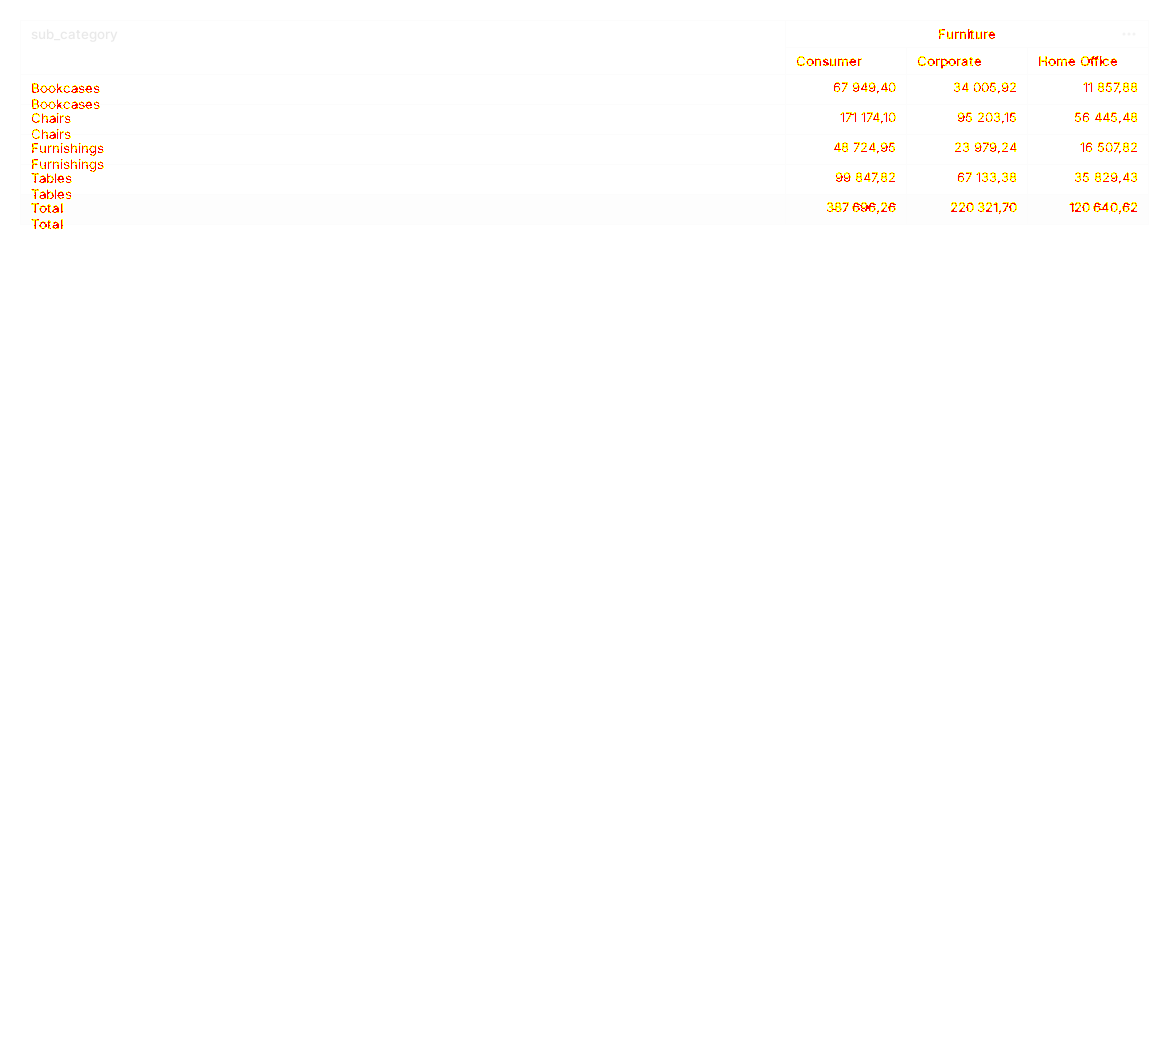 sub_category Furniture ...
Consumer Corporate Home Office
Bookcases 67 949,40 34 005,92 11 857,88
Bookcases
Chairs 171 174,10 95 203,15 56 445,48
Chairs
Furnishings 48 724,95 23 979,24 16 507,82
Furnishings
Tables 99 847,82 67 133,38 35 829,43
Tables
Total 387 696,26 220 321,70 120 640,62
Total